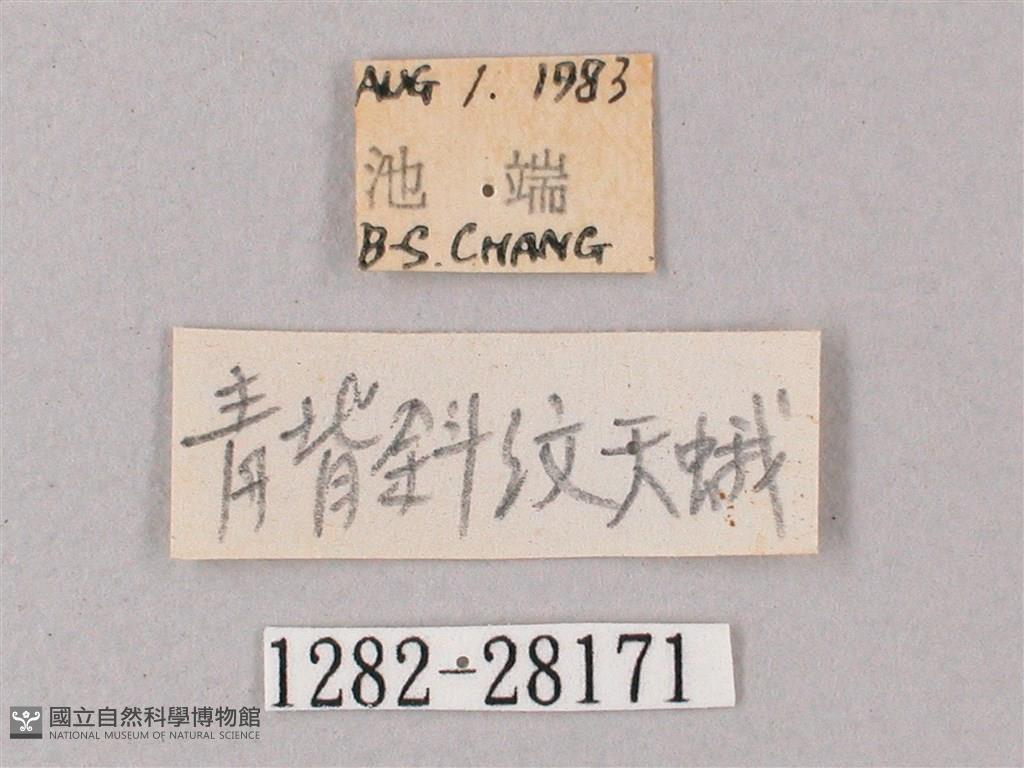 AUG 1. 1983
池 端
B-S. CHANG
青背斜紋天蛾
1282-28171
國立自然科學博物館
NATIONAL MUSEUM OF NATURAL SCIENCE